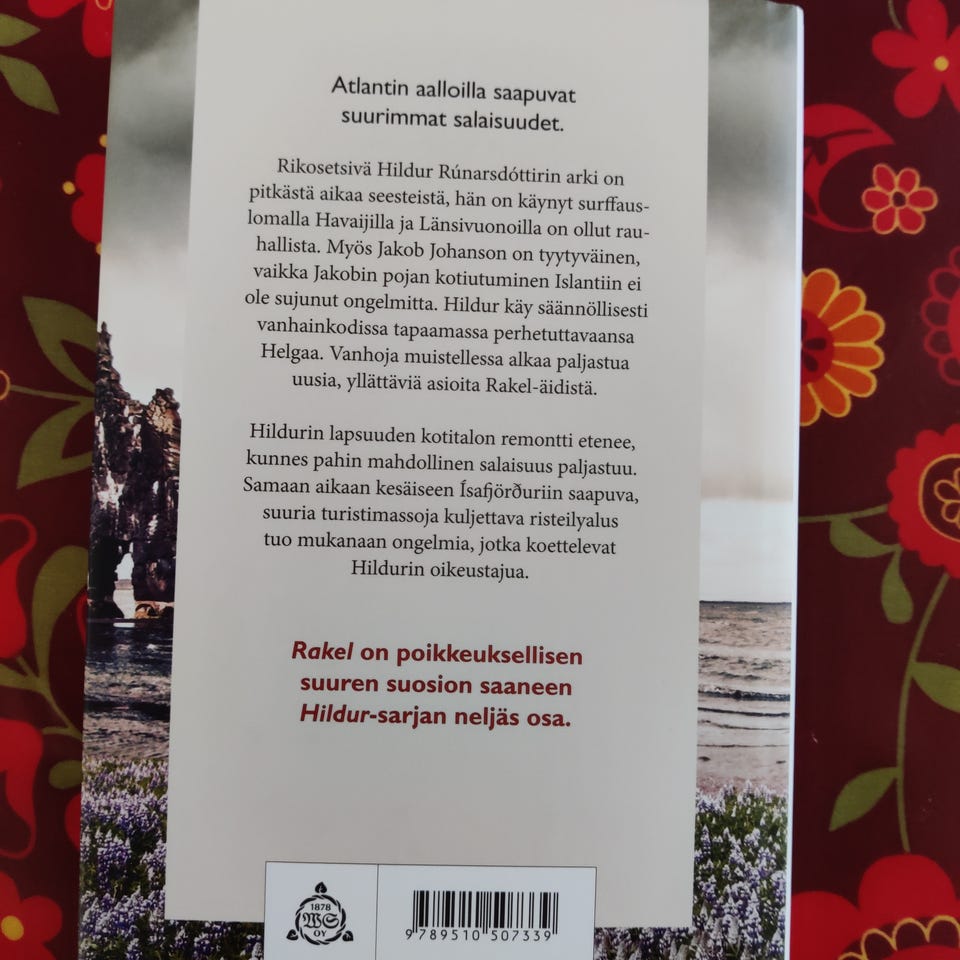 Atlantin aalloilla saapuvat
suurimmat salaisuudet.
Rikosetsivä Hildur Rúnarsdóttirin arki on
pitkästä aikaa seesteistä, hän on käynyt surffaus-
lomalla Havaijilla ja Länsivuonoilla on ollut rau-
hallista. Myös Jakob Johanson on tyytyväinen,
vaikka Jakobin pojan kotiutuminen Islantiin ei
ole sujunut ongelmitta. Hildur käy säännöllisesti
vanhainkodissa tapaamassa perhetuttavaansa
Helgaa. Vanhoja muistellessa alkaa paljastua
uusia, yllättäviä asioita Rakel-äidistä.
Hildurin lapsuuden kotitalon remontti etenee,
kunnes pahin mahdollinen salaisuus paljastuu.
Samaan aikaan kesäiseen Ísafjörðuriin saapuva,
suuria turistimassoja kuljettava risteilyalus
tuo mukanaan ongelmia, jotka koettelevat
Hildurin oikeustajua.
Rakel on poikkeuksellisen
suuren suosion saaneen
Hildur-sarjan neljäs osa.
1878
WS
OY
9 789510 507339